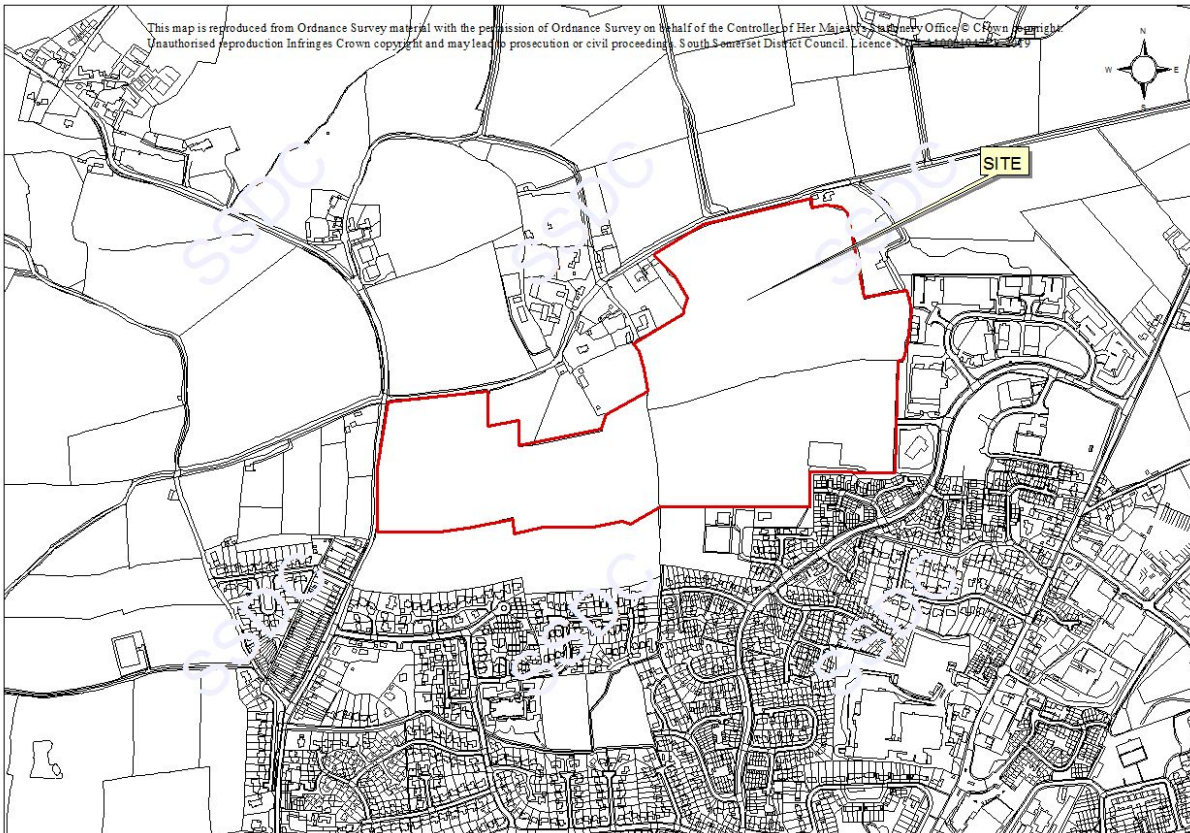 This map is reproduced from Ordnance Survey material with the permission of Ordnance Survey on behalf of the Controller of Her Majesty's Stationery Office © Crown copyright.
Unauthorised reproduction Infringes Crown copyright and may lead to prosecution or civil proceedings. South Somerset District Council. Licence 2019
N
W E
S
SITE
SSDC SSDC SSDC
SSDC SSDC SSDC